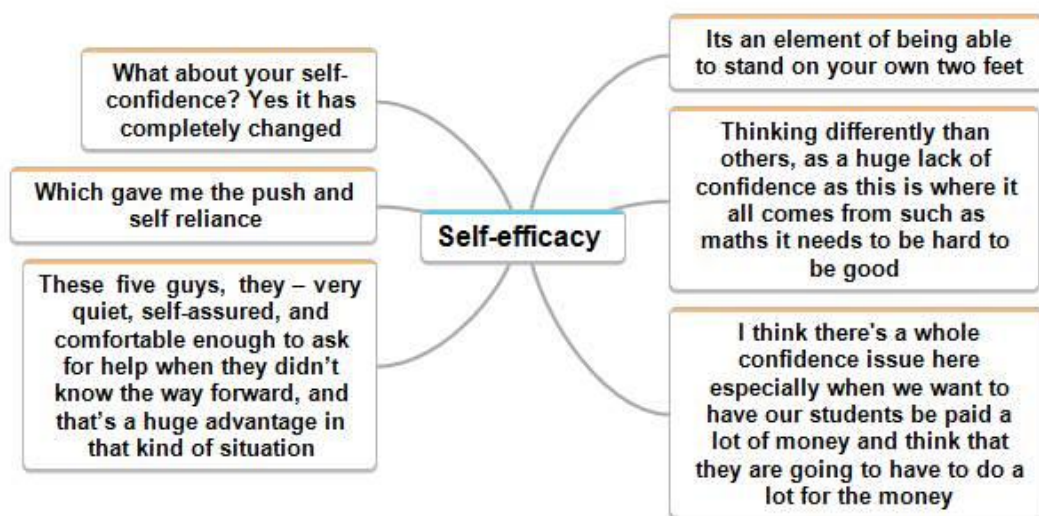 What about your self-
confidence? Yes it has
completely changed
Which gave me the push and
self reliance
These five guys, they – very
quiet, self-assured, and
comfortable enough to ask
for help when they didn’t
know the way forward, and
that’s a huge advantage in
that kind of situation
Self-efficacy
Its an element of being able
to stand on your own two feet
Thinking differently than
others, as a huge lack of
confidence as this is where it
all comes from such as
maths it needs to be hard to
be good
I think there's a whole
confidence issue here
especially when we want to
have our students be paid a
lot of money and think that
they are going to have to do a
lot for the money